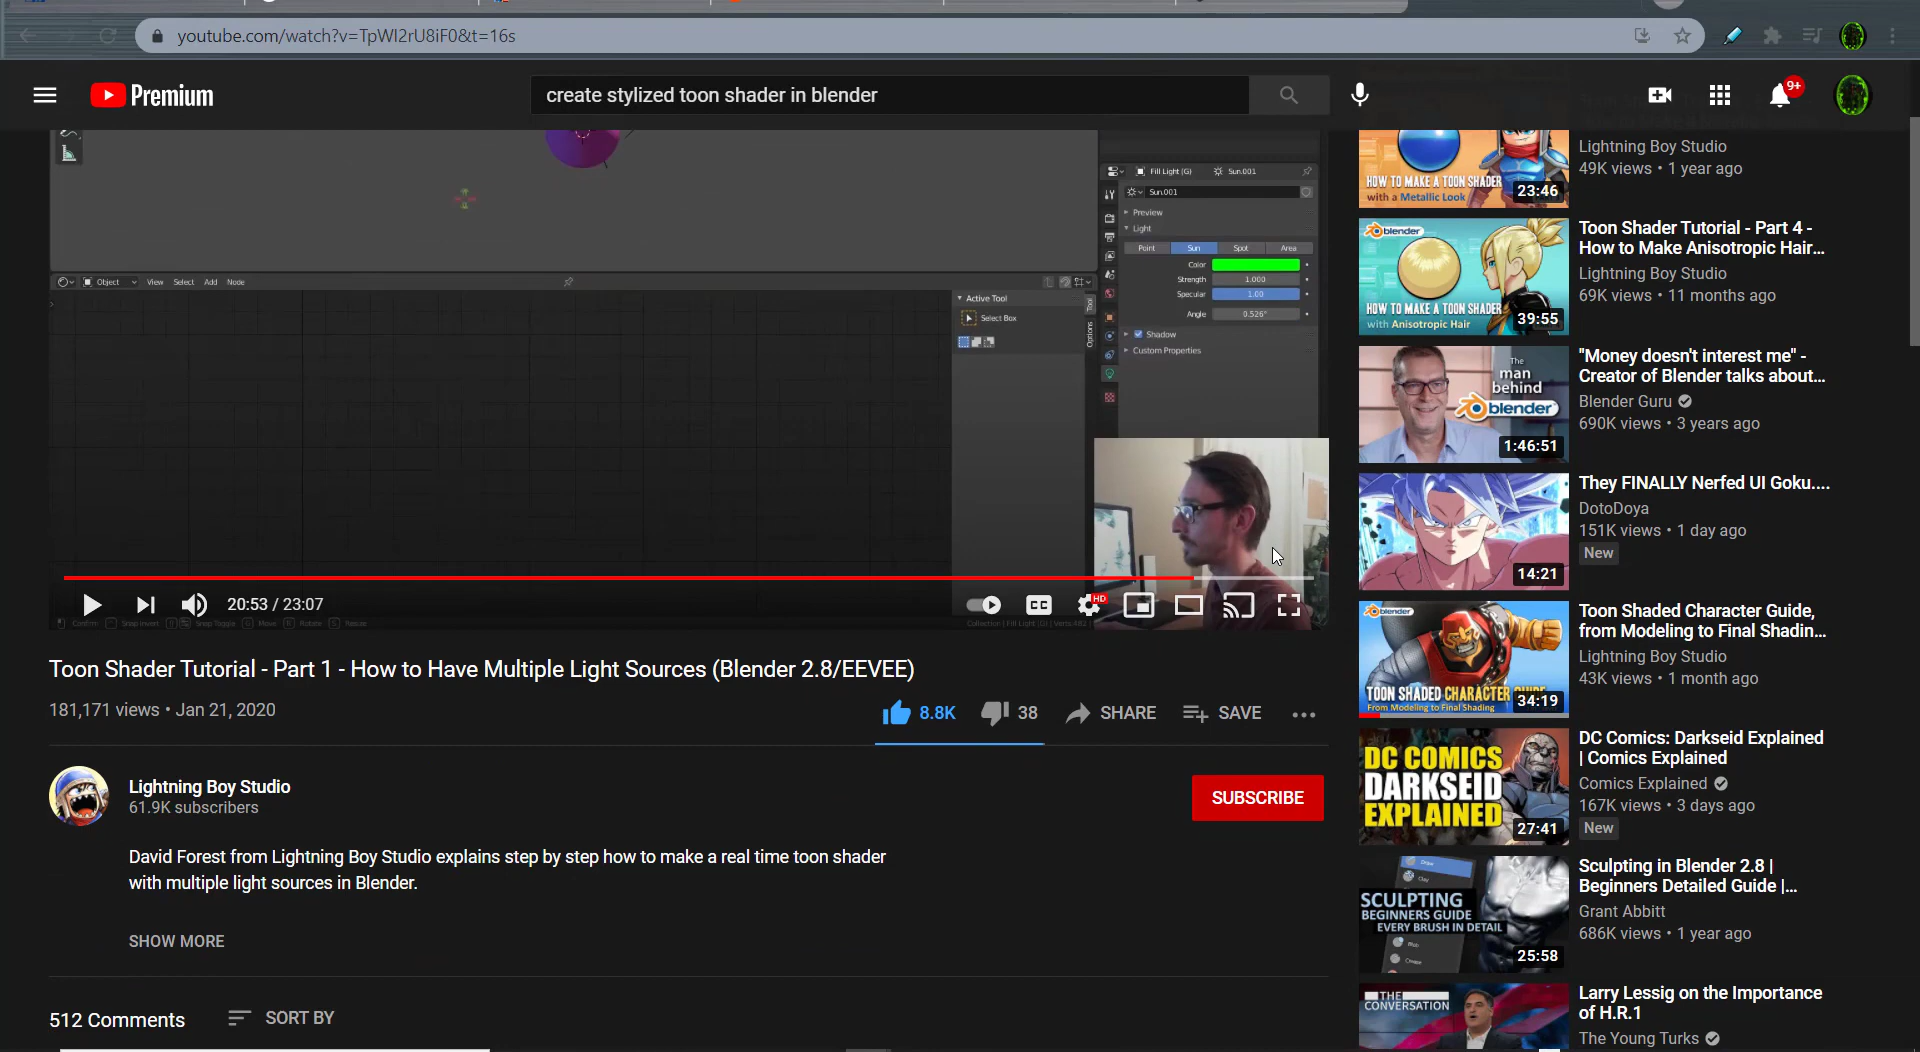 youtube.com/watch?v=TpWI2rU8iF0&t=16s
Premium
create stylized toon shader in blender
9+
Fill Light (G)
Sun.001
Sun.001
Preview
Light
Point Sun Spot Area
Color
Strength 1.000
Specular 1.00
Angle 0.526°
Shadow
Custom Properties
Object View Select Add Node
Active Tool
Select Box
Tool
Options
20:53 / 23:07
CC
HD
Toon Shader Tutorial - Part 1 - How to Have Multiple Light Sources (Blender 2.8/EEVEE)
181,171 views • Jan 21, 2020
8.8K
38
SHARE
SAVE
Lightning Boy Studio
61.9K subscribers
SUBSCRIBE
David Forest from Lightning Boy Studio explains step by step how to make a real time toon shader
with multiple light sources in Blender.
SHOW MORE
512 Comments
SORT BY
HOW TO MAKE A TOON SHADER
with a Metallic Look
23:46
Lightning Boy Studio
49K views • 1 year ago
blender
HOW TO MAKE A TOON SHADER
with Anisotropic Hair
39:55
Toon Shader Tutorial - Part 4 -
How to Make Anisotropic Hair...
Lightning Boy Studio
69K views • 11 months ago
The
man
behind
blender
1:46:51
"Money doesn't interest me" -
Creator of Blender talks about...
Blender Guru
690K views • 3 years ago
14:21
They FINALLY Nerfed UI Goku....
DotoDoya
151K views • 1 day ago
New
blender
TOON SHADED CHARACTER
From Modeling to Final Shading
34:19
Toon Shaded Character Guide,
from Modeling to Final Shadin...
Lightning Boy Studio
43K views • 1 month ago
DC COMICS
DARKSEID
EXPLAINED
27:41
DC Comics: Darkseid Explained
| Comics Explained
Comics Explained
167K views • 3 days ago
New
Draw
Clay
SCULPTING
BEGINNERS GUIDE
EVERY BRUSH IN DETAIL
Blob
Crease
25:58
Sculpting in Blender 2.8 |
Beginners Detailed Guide |...
Grant Abbitt
686K views • 1 year ago
THE
CONVERSATION
Larry Lessig on the Importance
of H.R.1
The Young Turks